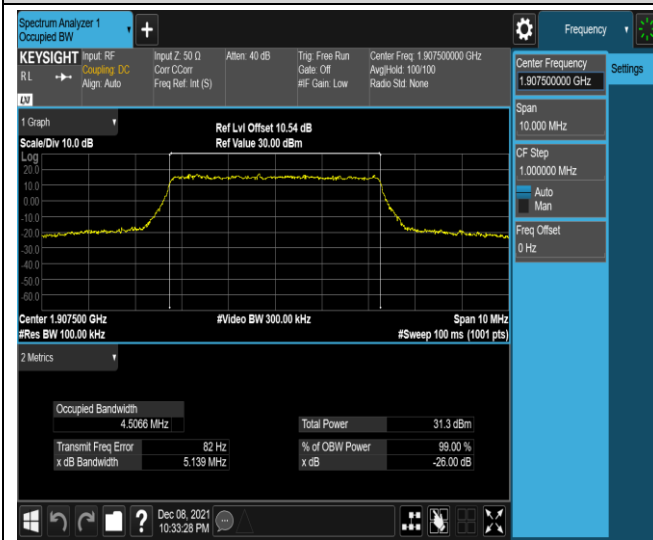 Spectrum Analyzer 1
Occupied BW
+
Frequency
KEYSIGHT
RL
LXI
Input: RF
Coupling: DC
Align: Auto
Input Z: 50 Ω
Corr CCorr
Freq Ref: Int (S)
Atten: 40 dB
Trig: Free Run
Gate: Off
#IF Gain: Low
Center Freq: 1.907500000 GHz
Avg|Hold: 100/100
Radio Std: None
Center Frequency
1.907500000 GHz
Settings
Span
10.000 MHz
CF Step
1.000000 MHz
Auto
Man
Freq Offset
0 Hz
1 Graph
Scale/Div 10.0 dB
Ref Lvl Offset 10.54 dB
Ref Value 30.00 dBm
Log
20.0
10.0
0.00
-10.0
-20.0
-30.0
-40.0
-50.0
-60.0
Center 1.907500 GHz
#Res BW 100.00 kHz
#Video BW 300.00 kHz
Span 10 MHz
#Sweep 100 ms (1001 pts)
2 Metrics
Occupied Bandwidth
4.5066 MHz
Total Power 31.3 dBm
Transmit Freq Error 82 Hz
% of OBW Power 99.00 %
x dB Bandwidth 5.139 MHz
x dB -26.00 dB
?
Dec 08, 2021
10:33:28 PM